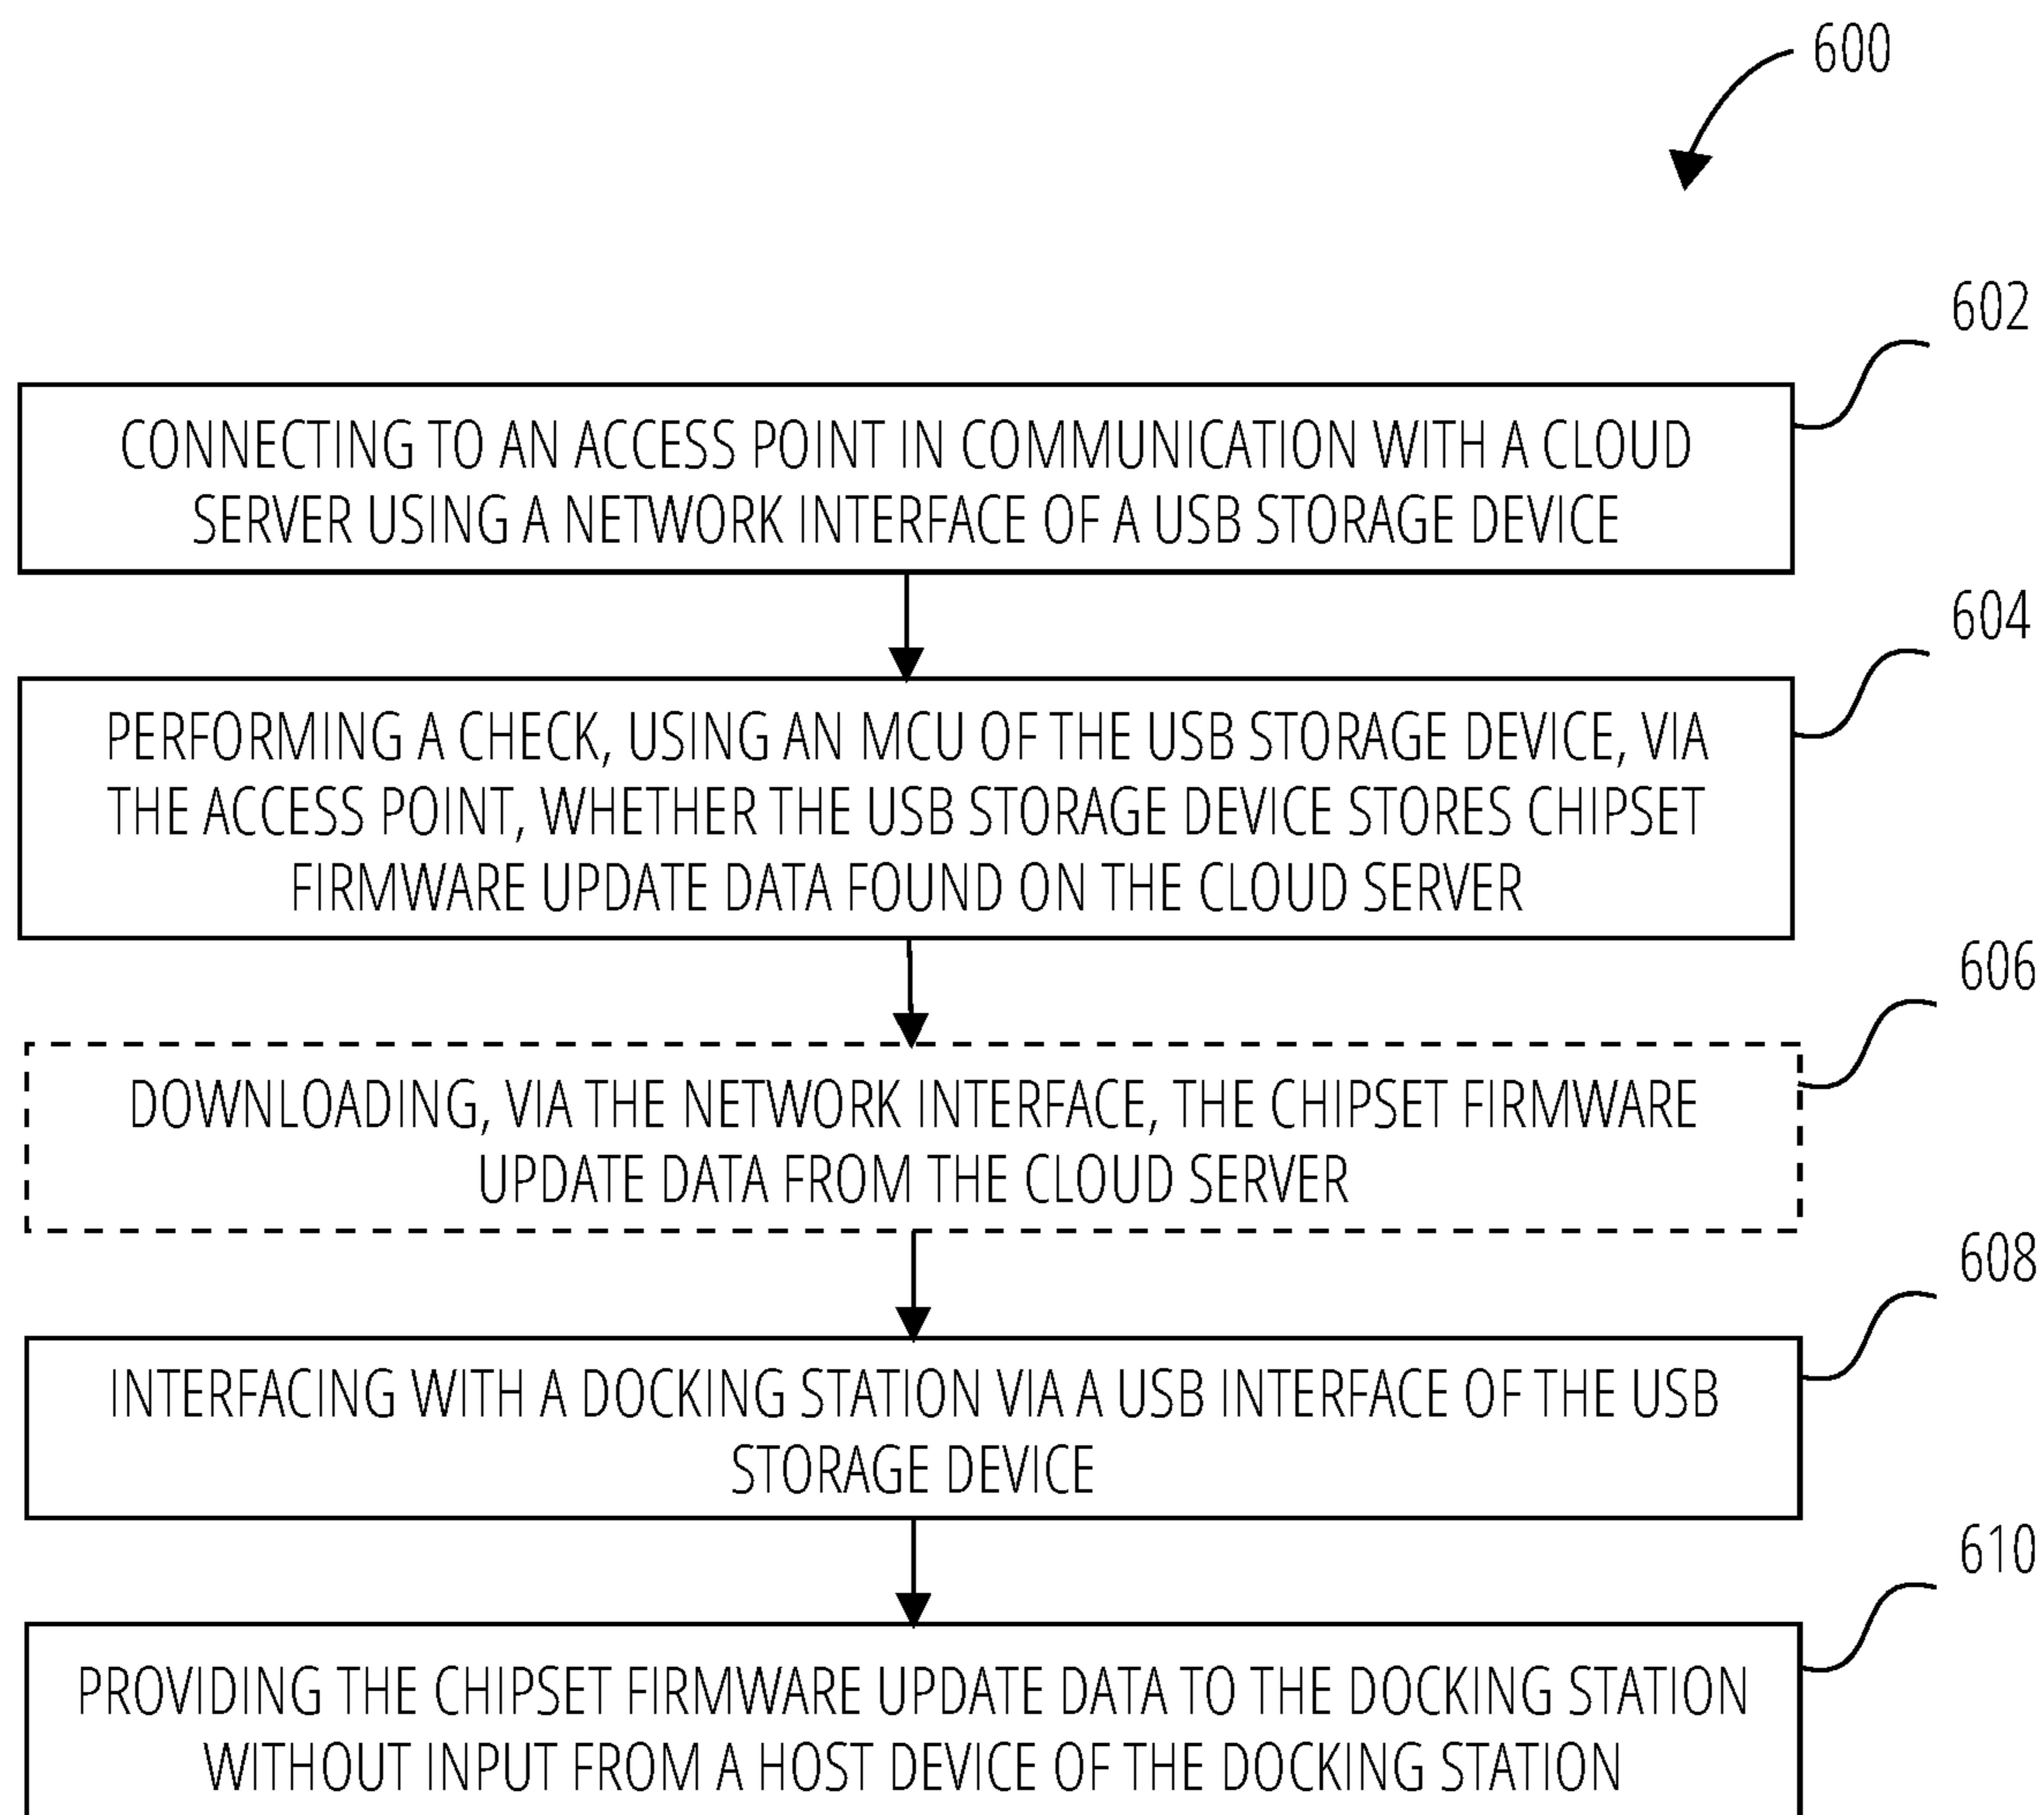 600
602
CONNECTING TO AN ACCESS POINT IN COMMUNICATION WITH A CLOUD
SERVER USING A NETWORK INTERFACE OF A USB STORAGE DEVICE
604
PERFORMING A CHECK, USING AN MCU OF THE USB STORAGE DEVICE, VIA
THE ACCESS POINT, WHETHER THE USB STORAGE DEVICE STORES CHIPSET
FIRMWARE UPDATE DATA FOUND ON THE CLOUD SERVER
606
DOWNLOADING, VIA THE NETWORK INTERFACE, THE CHIPSET FIRMWARE
UPDATE DATA FROM THE CLOUD SERVER
608
INTERFACING WITH A DOCKING STATION VIA A USB INTERFACE OF THE USB
STORAGE DEVICE
610
PROVIDING THE CHIPSET FIRMWARE UPDATE DATA TO THE DOCKING STATION
WITHOUT INPUT FROM A HOST DEVICE OF THE DOCKING STATION